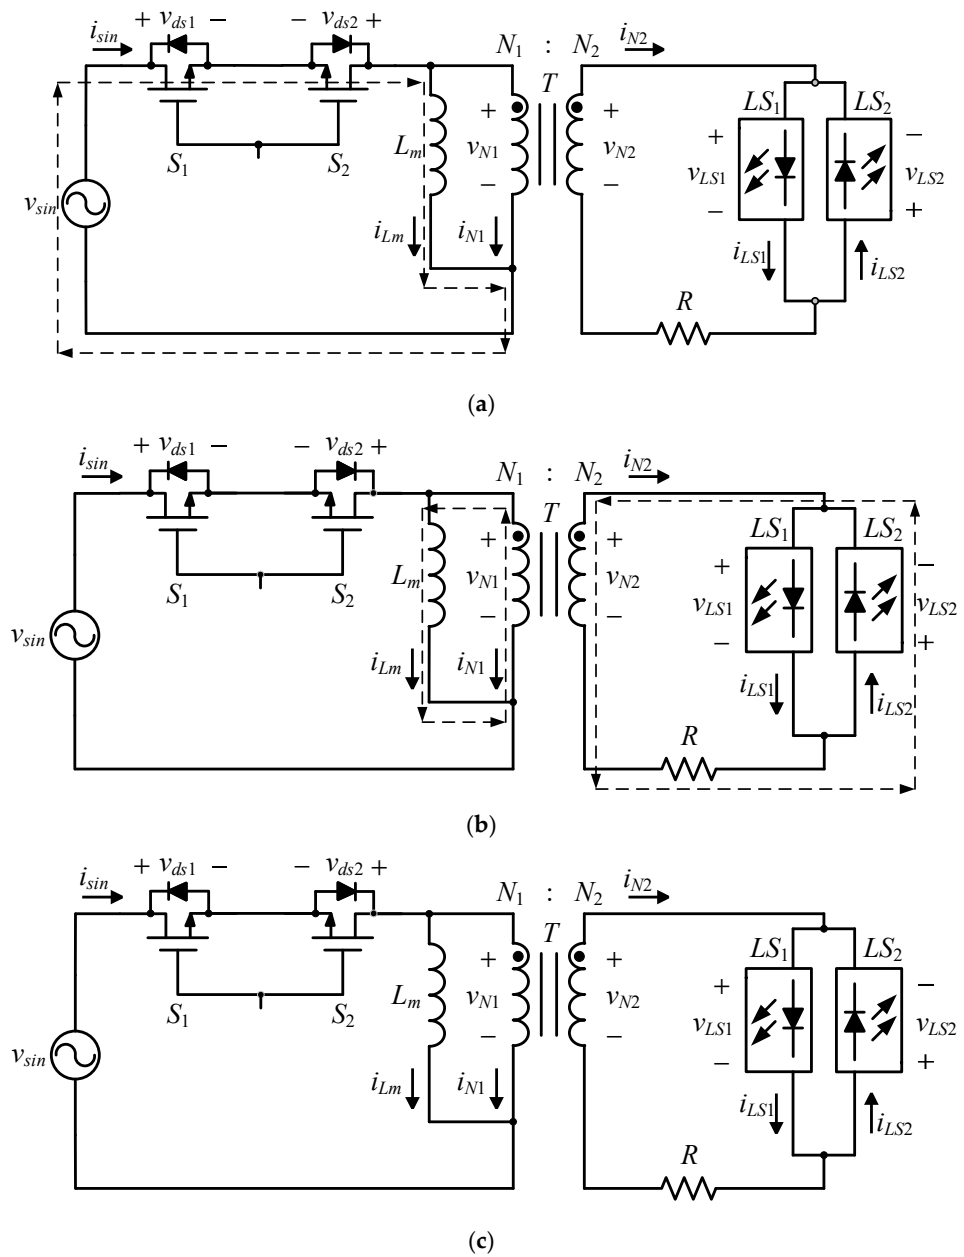 + v_ds1 − − v_ds2 +
i_sin N1 : N2 i_N2
T
LS1 LS2
+ + + −
L_m v_N1 v_N2 v_LS1 v_LS2
− − − +
S1 S2
v_sin
i_Lm i_N1 i_LS1 i_LS2
R
(a)
+ v_ds1 − − v_ds2 +
i_sin N1 : N2 i_N2
T
LS1 LS2
+ + + −
L_m v_N1 v_N2 v_LS1 v_LS2
− − − +
S1 S2
v_sin
i_Lm i_N1 i_LS1 i_LS2
R
(b)
+ v_ds1 − − v_ds2 +
i_sin N1 : N2 i_N2
T
LS1 LS2
+ + + −
L_m v_N1 v_N2 v_LS1 v_LS2
− − − +
S1 S2
v_sin
i_Lm i_N1 i_LS1 i_LS2
R
(c)